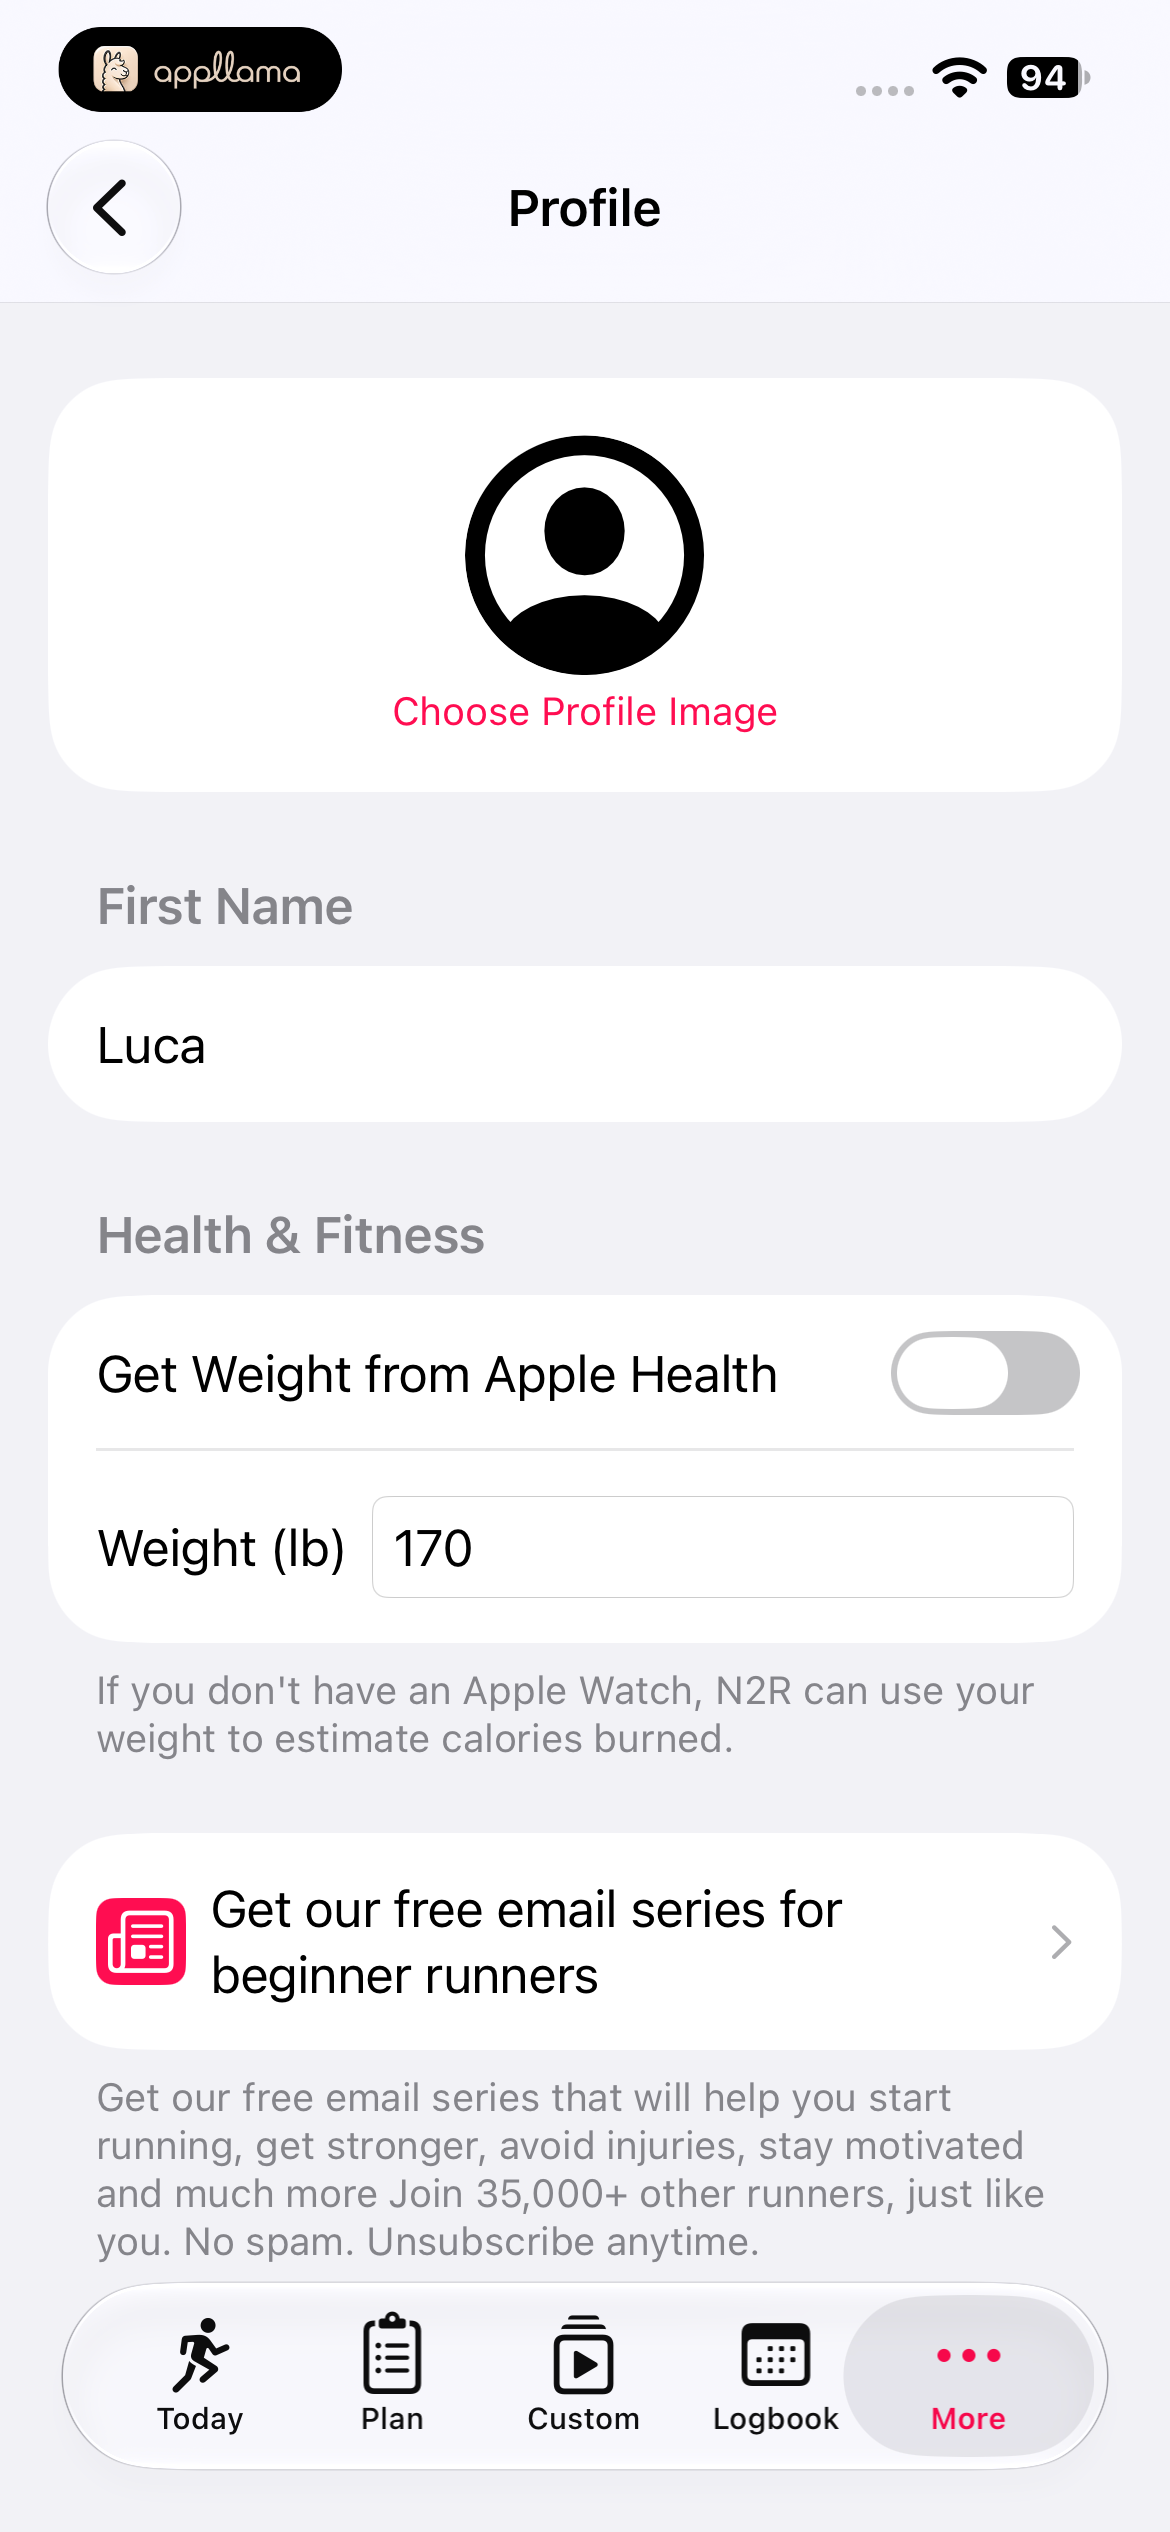 appllama
94
Profile
Choose Profile Image
First Name
Luca
Health & Fitness
Get Weight from Apple Health
Weight (lb) 170
If you don't have an Apple Watch, N2R can use your
weight to estimate calories burned.
Get our free email series for
beginner runners
Get our free email series that will help you start
running, get stronger, avoid injuries, stay motivated
and much more Join 35,000+ other runners, just like
you. No spam. Unsubscribe anytime.
Today Plan Custom Logbook More